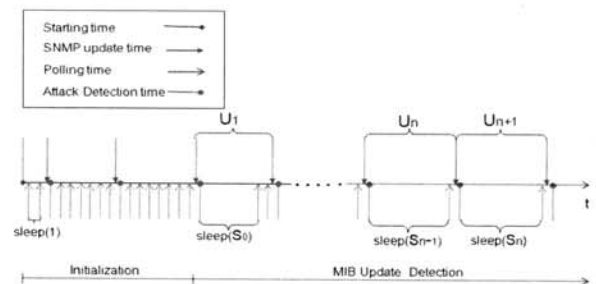 Starting time
SNMP update time
Polling time
Attack Detection time
U1
Un
Un+1
t
sleep(1)
sleep(S0)
sleep(Sn-1)
sleep(Sn)
Initialization
MIB Update Detection